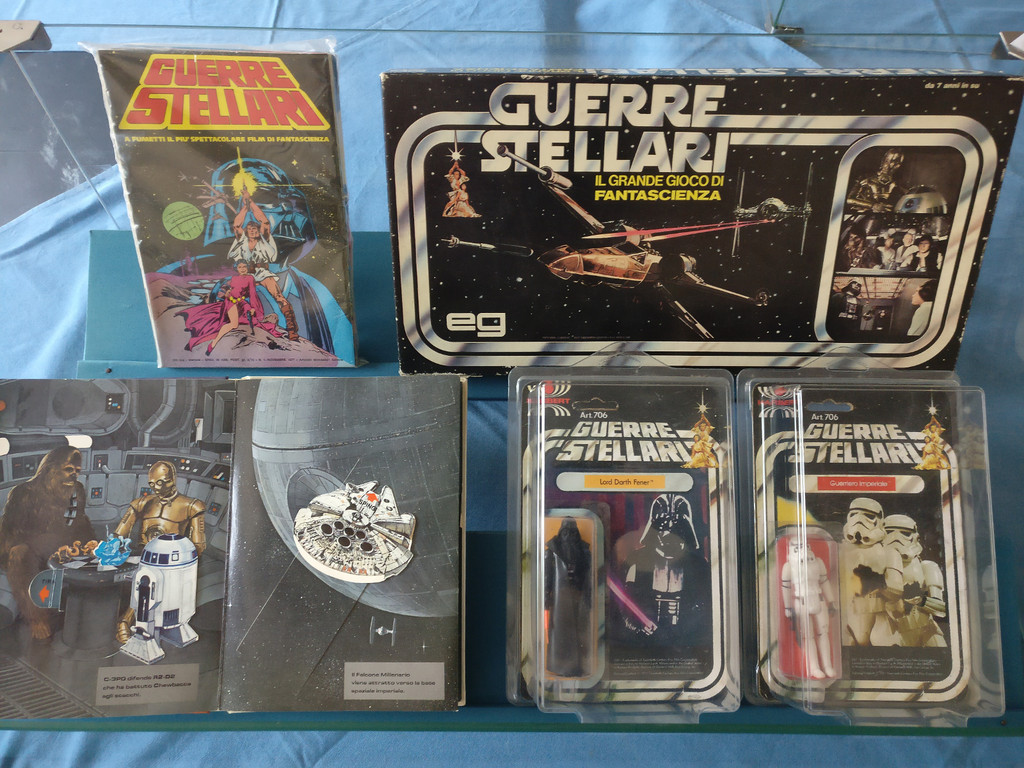 GUERRE
STELLARI
A FUMETTI IL PIU' SPETTACOLARE FILM DI FANTASCIENZA
GUERRE
STELLARI
IL GRANDE GIOCO DI
FANTASCIENZA
da 7 anni in su
eg
C-3PO difende R2-D2
che ha battuto Chewbacca
agli scacchi.
Il Falcone Millenario
viene attratto verso la base
spaziale imperiale.
Art.706
GUERRE
STELLARI
Lord Darth Fener
Art.706
GUERRE
STELLARI
Guerriero Imperiale